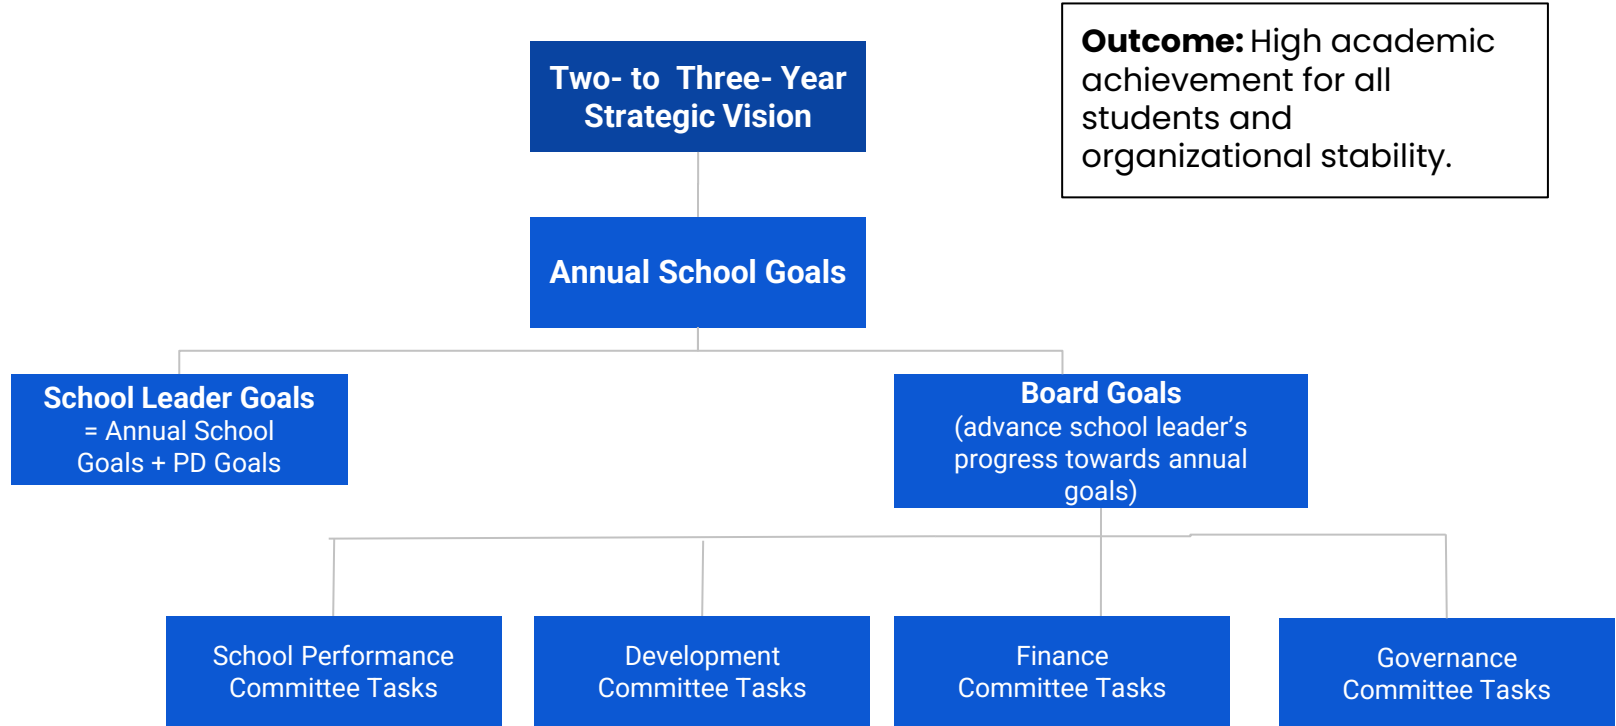 Outcome: High academic
achievement for all
students and
organizational stability.
Two- to Three- Year
Strategic Vision
Annual School Goals
School Leader Goals
= Annual School
Goals + PD Goals
Board Goals
(advance school leader’s
progress towards annual
goals)
School Performance
Committee Tasks
Development
Committee Tasks
Finance
Committee Tasks
Governance
Committee Tasks